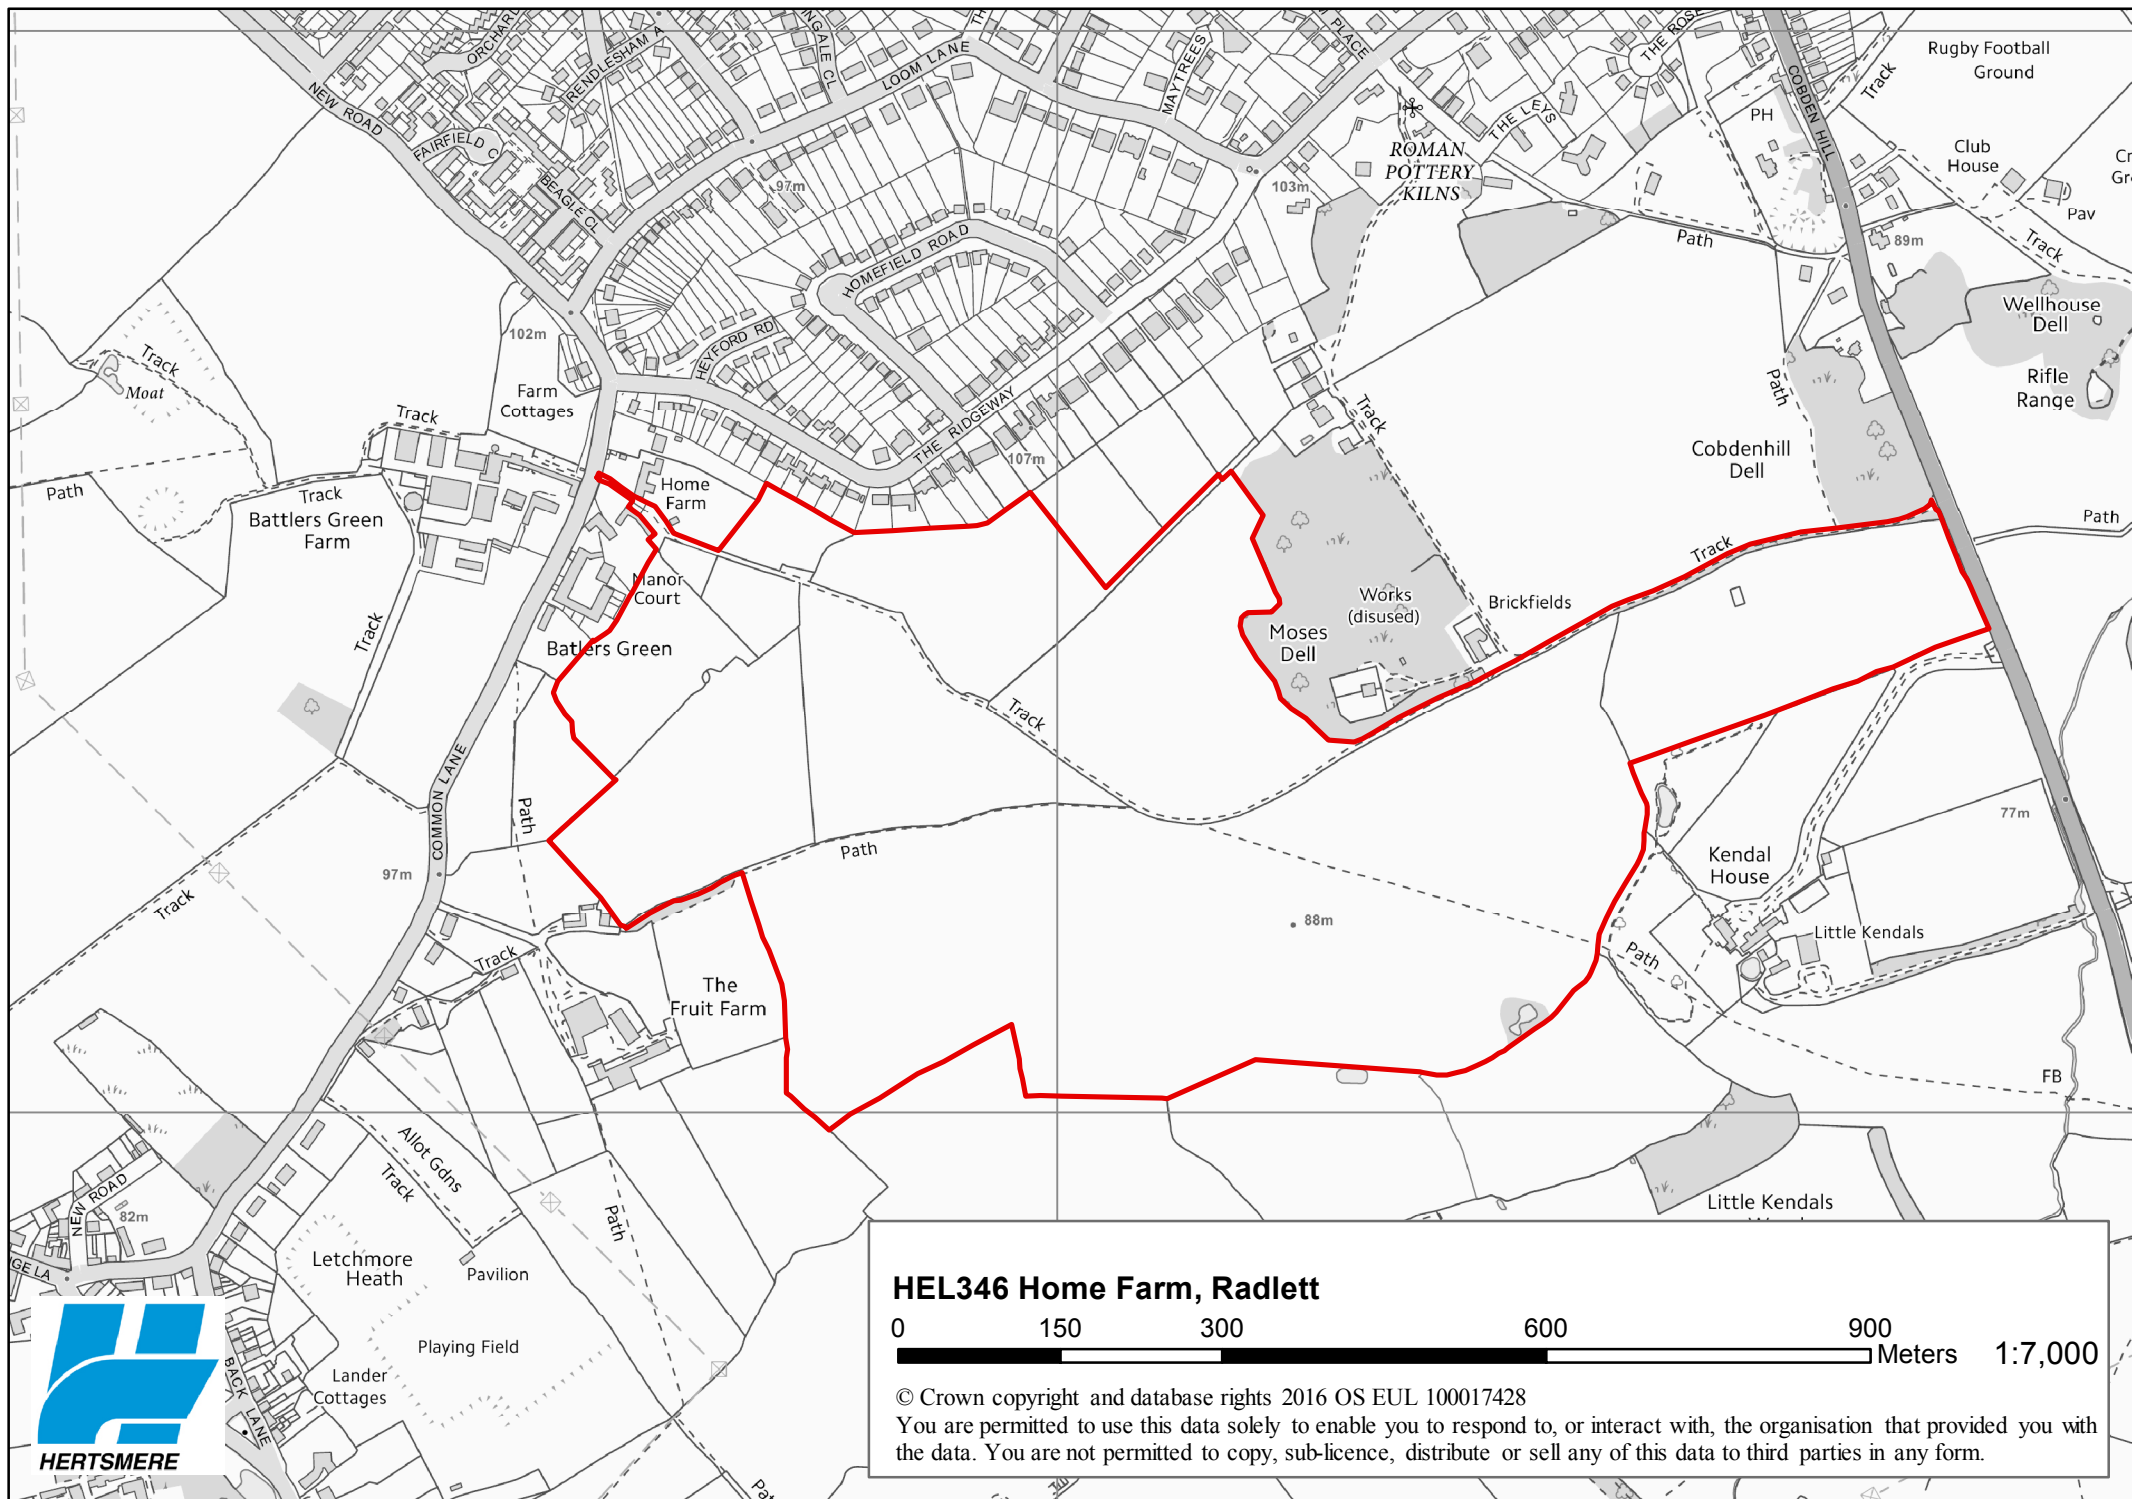 ORCHARD
RENDLESHAM A
INGALE CL
LOOM LANE
MAYTREES
PLACE
THE ROSE
COBDEN HILL
Track
Rugby Football
Ground
NEW ROAD
FAIRFIELD C
BEAGLE CL
97m
THE LEYS
PH
ROMAN
POTTERY
KILNS
103m
Club
House
Pav
Path
89m
Track
HOMEFIELD ROAD
HEYFORD RD
102m
Wellhouse
Dell
Rifle
Range
Track
Moat
Farm
Cottages
THE RIDGEWAY
107m
Track
Path
Cobdenhill
Dell
Track
Path
Track
Battlers Green
Farm
Home
Farm
Path
Track
Manor
Court
Works
(disused)
Brickfields
Moses
Dell
Track
Batlers Green
Track
COMMON LANE
Path
Path
77m
Kendal
House
97m
Track
88m
Little Kendals
Path
Track
The
Fruit Farm
FB
Allot Gdns
Track
Path
NEW ROAD
82m
Little Kendals
Letchmore
Heath
Pavilion
GE LA
Playing Field
Lander
Cottages
BACK LANE
HERTSMERE
HEL346 Home Farm, Radlett
0 150 300 600 900
Meters 1:7,000
© Crown copyright and database rights 2016 OS EUL 100017428
You are permitted to use this data solely to enable you to respond to, or interact with, the organisation that provided you with
the data. You are not permitted to copy, sub-licence, distribute or sell any of this data to third parties in any form.